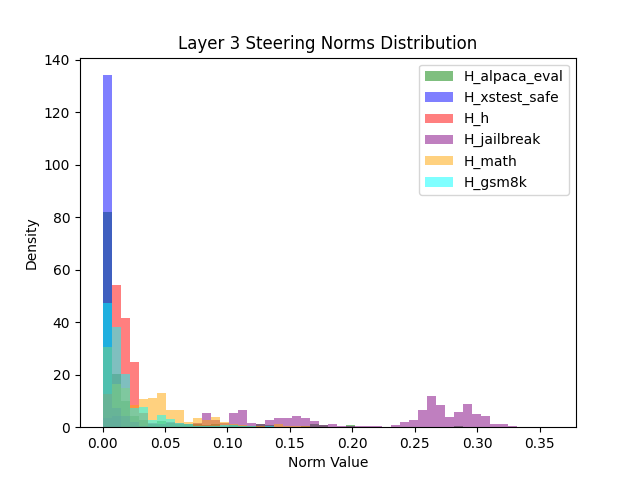 Layer 3 Steering Norms Distribution
140
120
100
80
60
40
20
0
Density
H_alpaca_eval
H_xstest_safe
H_h
H_jailbreak
H_math
H_gsm8k
0.00 0.05 0.10 0.15 0.20 0.25 0.30 0.35
Norm Value